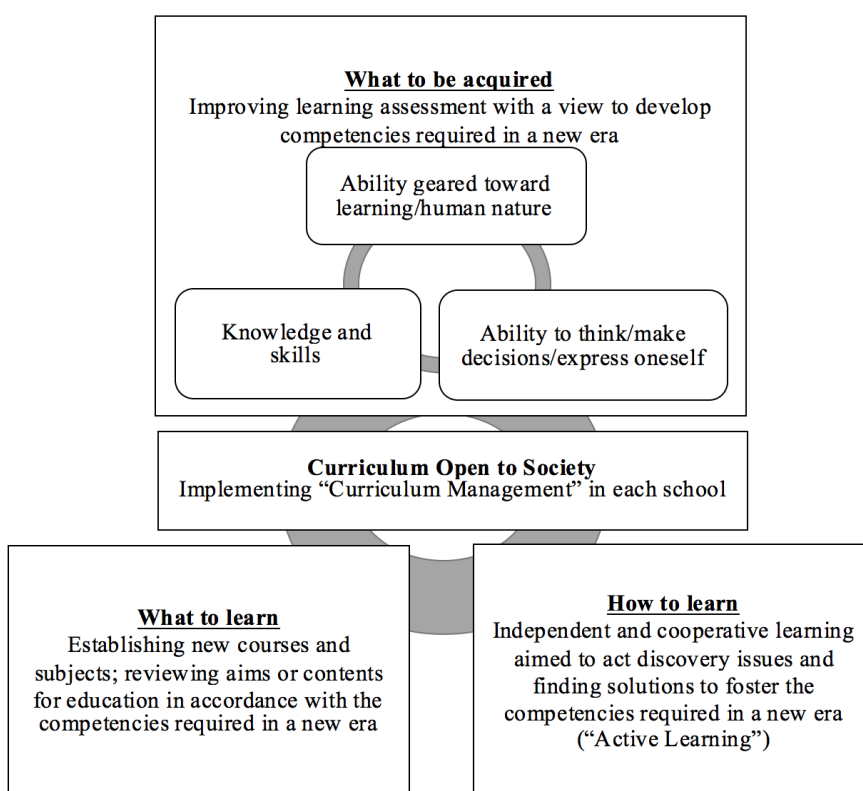 What to be acquired
Improving learning assessment with a view to develop
competencies required in a new era
Ability geared toward
learning/human nature
Knowledge and
skills
Ability to think/make
decisions/express oneself
Curriculum Open to Society
Implementing “Curriculum Management” in each school
What to learn
Establishing new courses and
subjects; reviewing aims or contents
for education in accordance with the
competencies required in a new era
How to learn
Independent and cooperative learning
aimed to act discovery issues and
finding solutions to foster the
competencies required in a new era
(“Active Learning”)